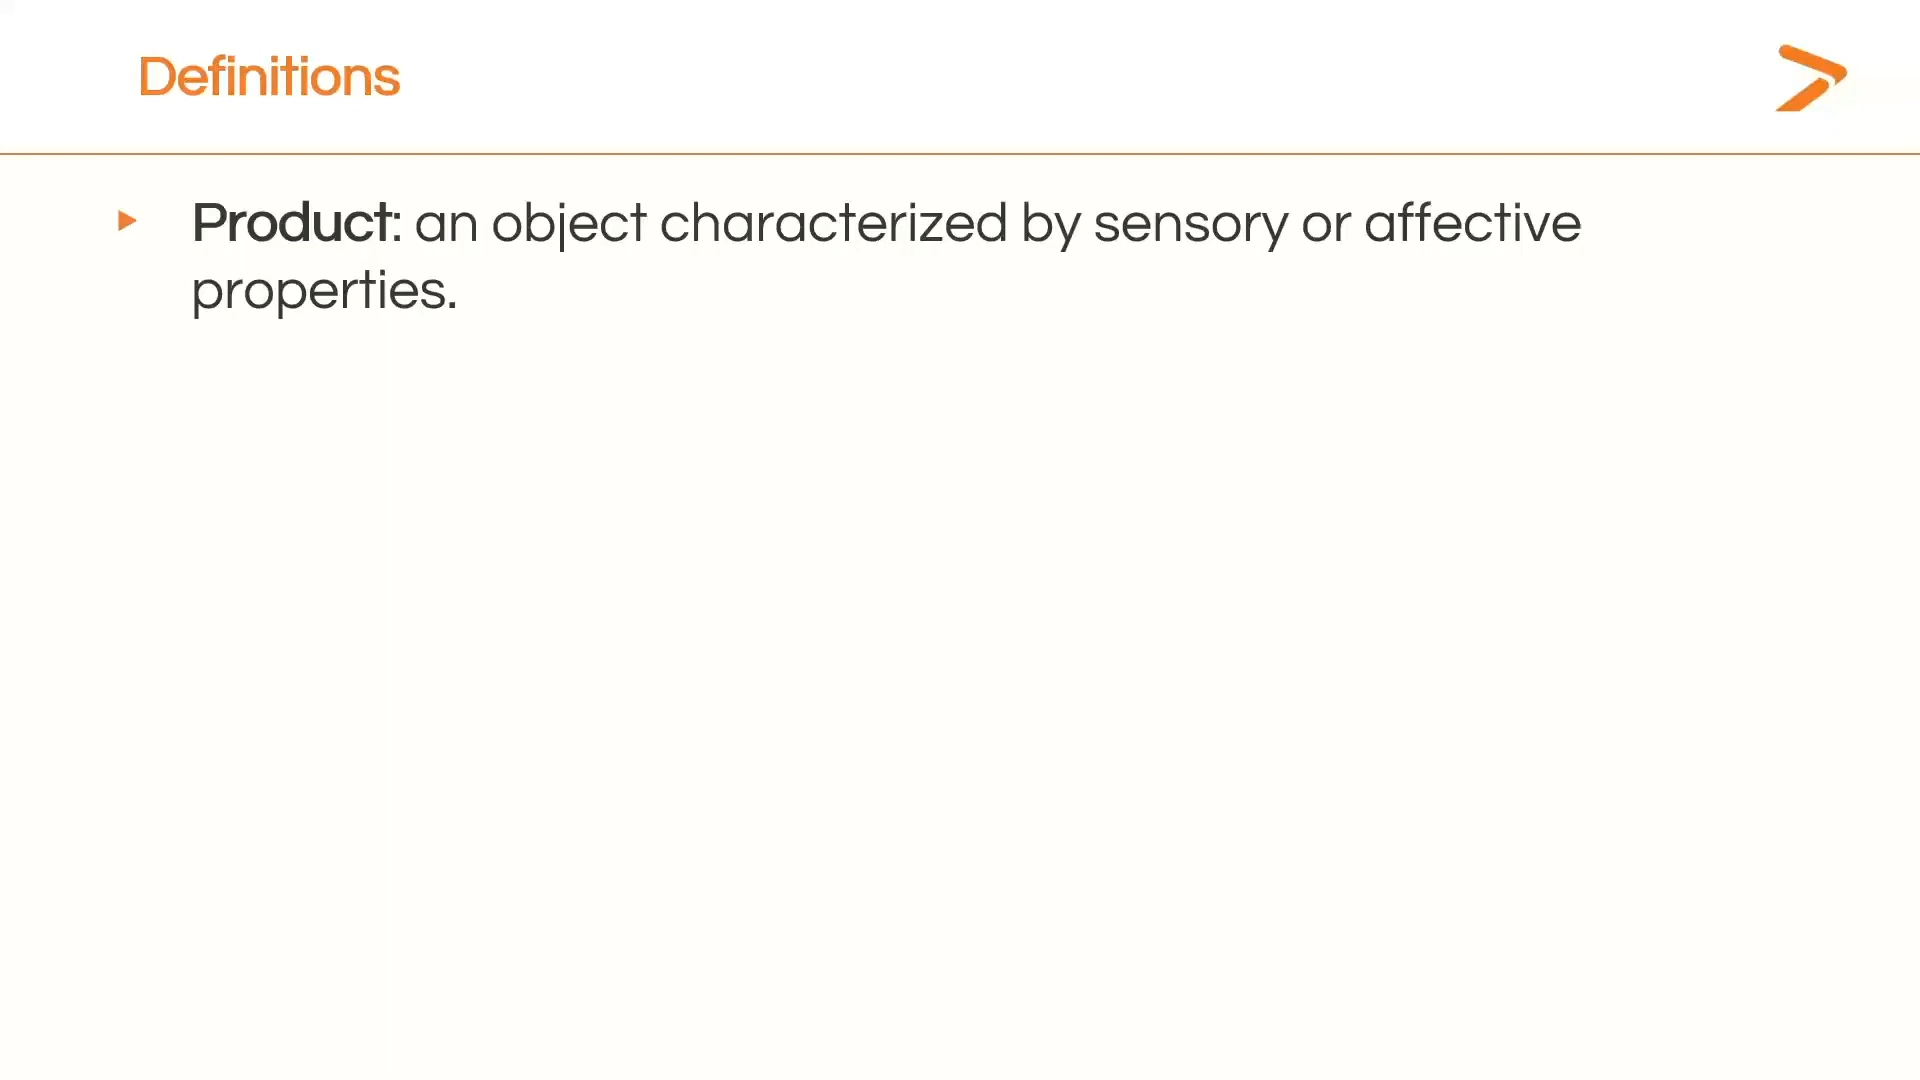 Definitions
Product: an object characterized by sensory or affective
properties.